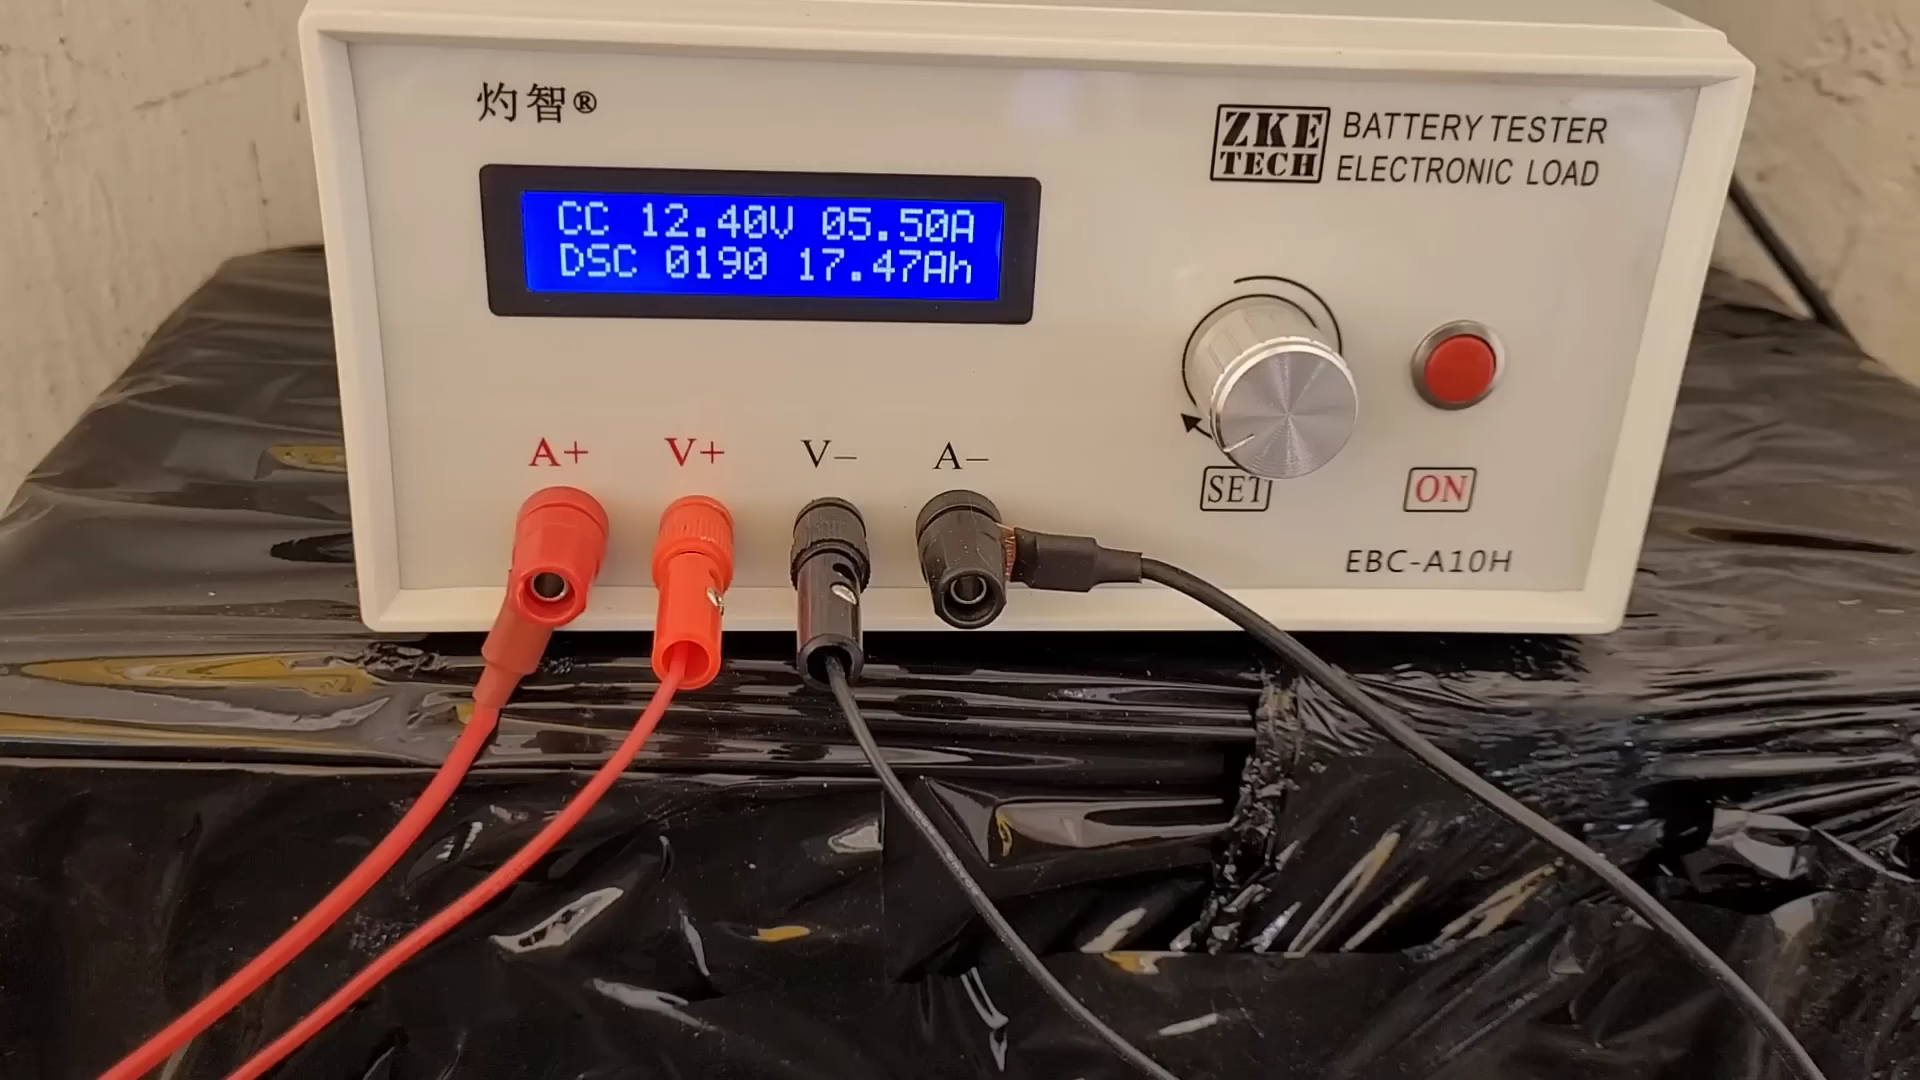 灼智®
ZKE
TECH
BATTERY TESTER
ELECTRONIC LOAD
CC 12.40V 05.50A
DSC 0190 17.47Ah
A+ V+ V– A–
SET
ON
EBC-A10H